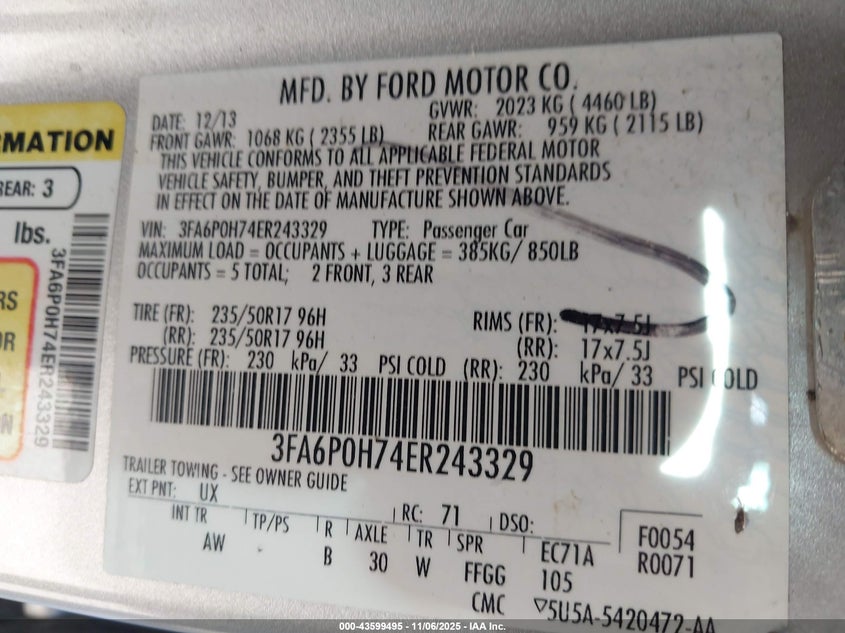 RMATION
REAR: 3
lbs.
3FA6P0H74ER243329
RS
OR
ON
MFD. BY FORD MOTOR CO.
DATE: 12/13 GVWR: 2023 KG ( 4460 LB)
FRONT GAWR: 1068 KG ( 2355 LB) REAR GAWR: 959 KG ( 2115 LB)
THIS VEHICLE CONFORMS TO ALL APPLICABLE FEDERAL MOTOR
VEHICLE SAFETY, BUMPER, AND THEFT PREVENTION STANDARDS
IN EFFECT ON THE DATE OF MANUFACTURE SHOWN ABOVE.
VIN: 3FA6P0H74ER243329 TYPE: Passenger Car
MAXIMUM LOAD = OCCUPANTS + LUGGAGE = 385KG/ 850LB
OCCUPANTS = 5 TOTAL; 2 FRONT, 3 REAR
TIRE (FR): 235/50R17 96H RIMS (FR): 17x7.5J
(RR): 235/50R17 96H (RR): 17x7.5J
PRESSURE (FR): 230 kPa/ 33 PSI COLD (RR): 230 kPa/ 33 PSI COLD
3FA6P0H74ER243329
TRAILER TOWING - SEE OWNER GUIDE
EXT PNT: UX RC: 71 DSO:
INT TR TP/PS R AXLE TR SPR EC71A F0054
AW B 30 W FFGG 105 R0071
CMC ▽5U5A-5420472-AA
000-43599495 - 11/06/2025 - IAA Inc.